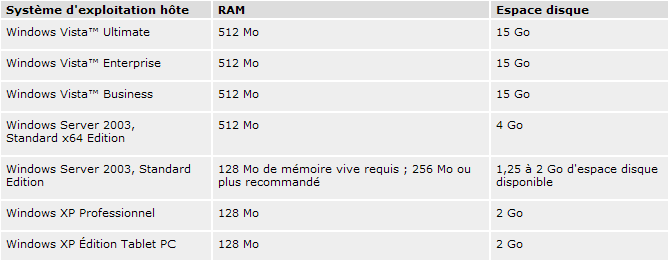 Système d'exploitation hôte RAM Espace disque
Windows Vista™ Ultimate 512 Mo 15 Go
Windows Vista™ Enterprise 512 Mo 15 Go
Windows Vista™ Business 512 Mo 15 Go
Windows Server 2003, 512 Mo 4 Go
Standard x64 Edition
Windows Server 2003, Standard 128 Mo de mémoire vive requis ; 256 Mo ou 1,25 à 2 Go d'espace disque
Edition plus recommandé disponible
Windows XP Professionnel 128 Mo 2 Go
Windows XP Édition Tablet PC 128 Mo 2 Go